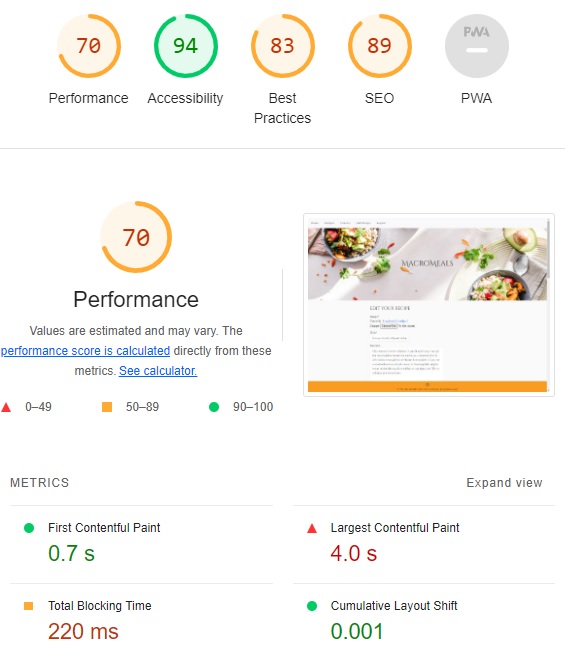 70
94
83
89
PWA
Performance
Accessibility
Best
Practices
SEO
PWA
70
Performance
Values are estimated and may vary. The
performance score is calculated directly from these
metrics. See calculator.
0–49
50–89
90–100
MACROMEALS
EDIT YOUR RECIPE
METRICS
Expand view
First Contentful Paint
0.7 s
Largest Contentful Paint
4.0 s
Total Blocking Time
220 ms
Cumulative Layout Shift
0.001